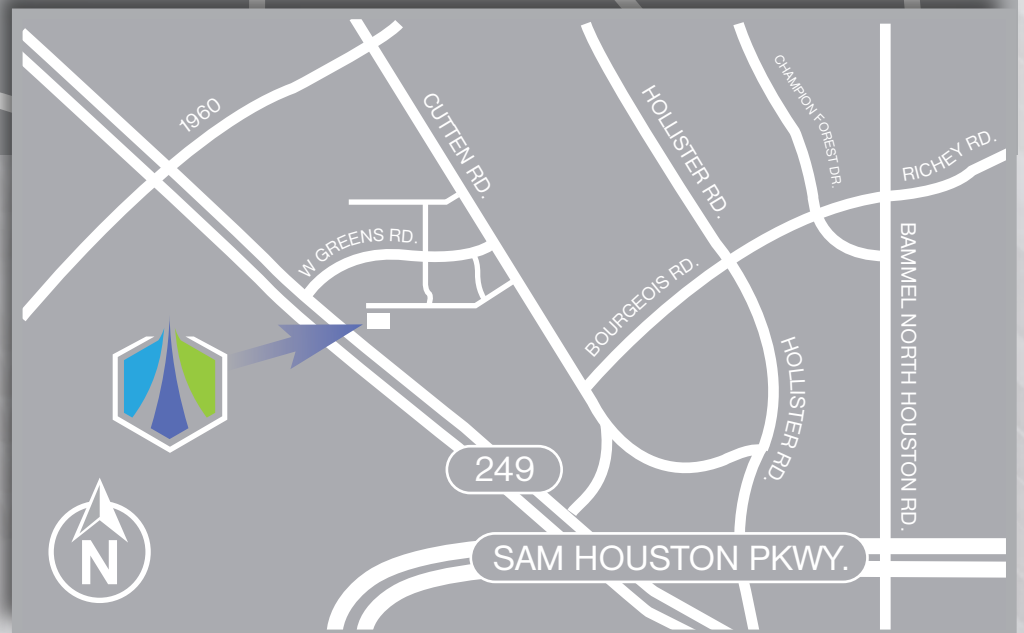 1960
CUTTEN RD.
HOLLISTER RD.
CHAMPION FOREST DR.
RICHEY RD.
W GREENS RD.
BOURGEOIS RD.
BAMMEL NORTH HOUSTON RD.
HOLLISTER RD.
249
N
SAM HOUSTON PKWY.